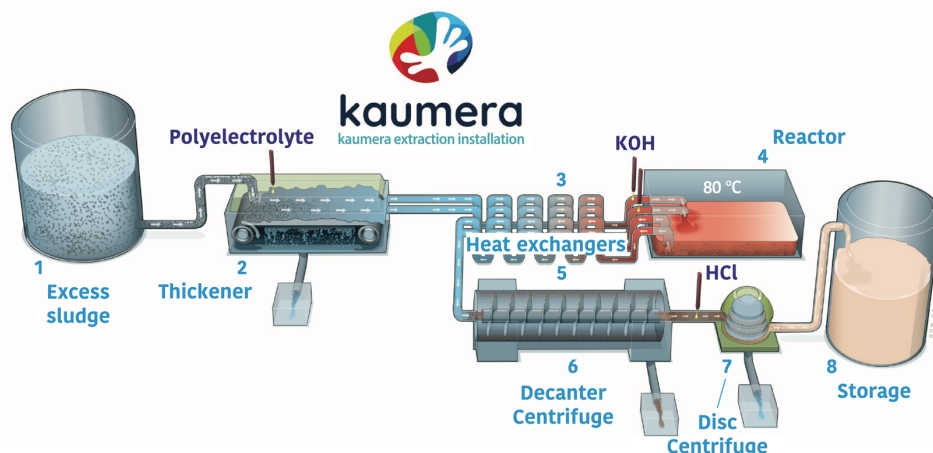 kaumera
kaumera extraction installation
Polyelectrolyte
KOH
Reactor
4
3
80 °C
Heat exchangers
1
2
5
HCl
Excess
sludge
Thickener
6
7
8
Decanter
Centrifuge
Storage
Disc
Centrifuge